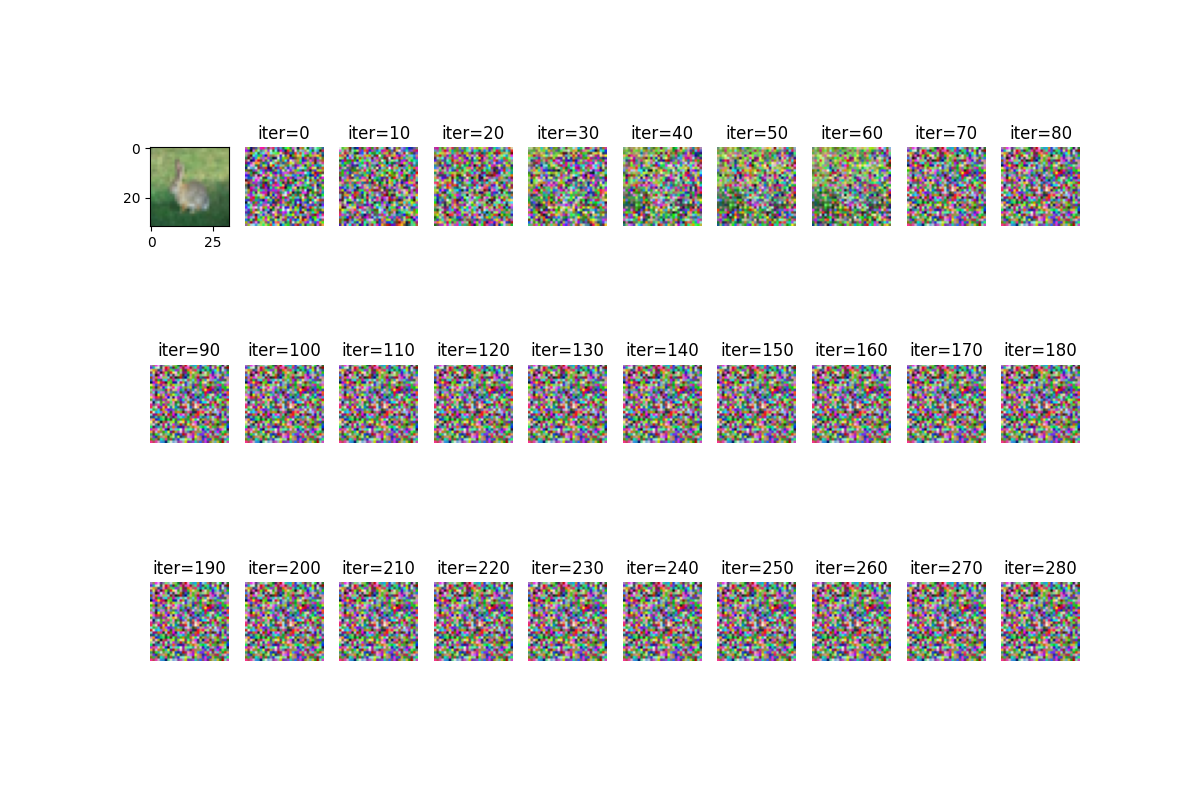 iter=0 iter=10 iter=20 iter=30 iter=40 iter=50 iter=60 iter=70 iter=80
0
20
0 25
iter=90 iter=100 iter=110 iter=120 iter=130 iter=140 iter=150 iter=160 iter=170 iter=180
iter=190 iter=200 iter=210 iter=220 iter=230 iter=240 iter=250 iter=260 iter=270 iter=280